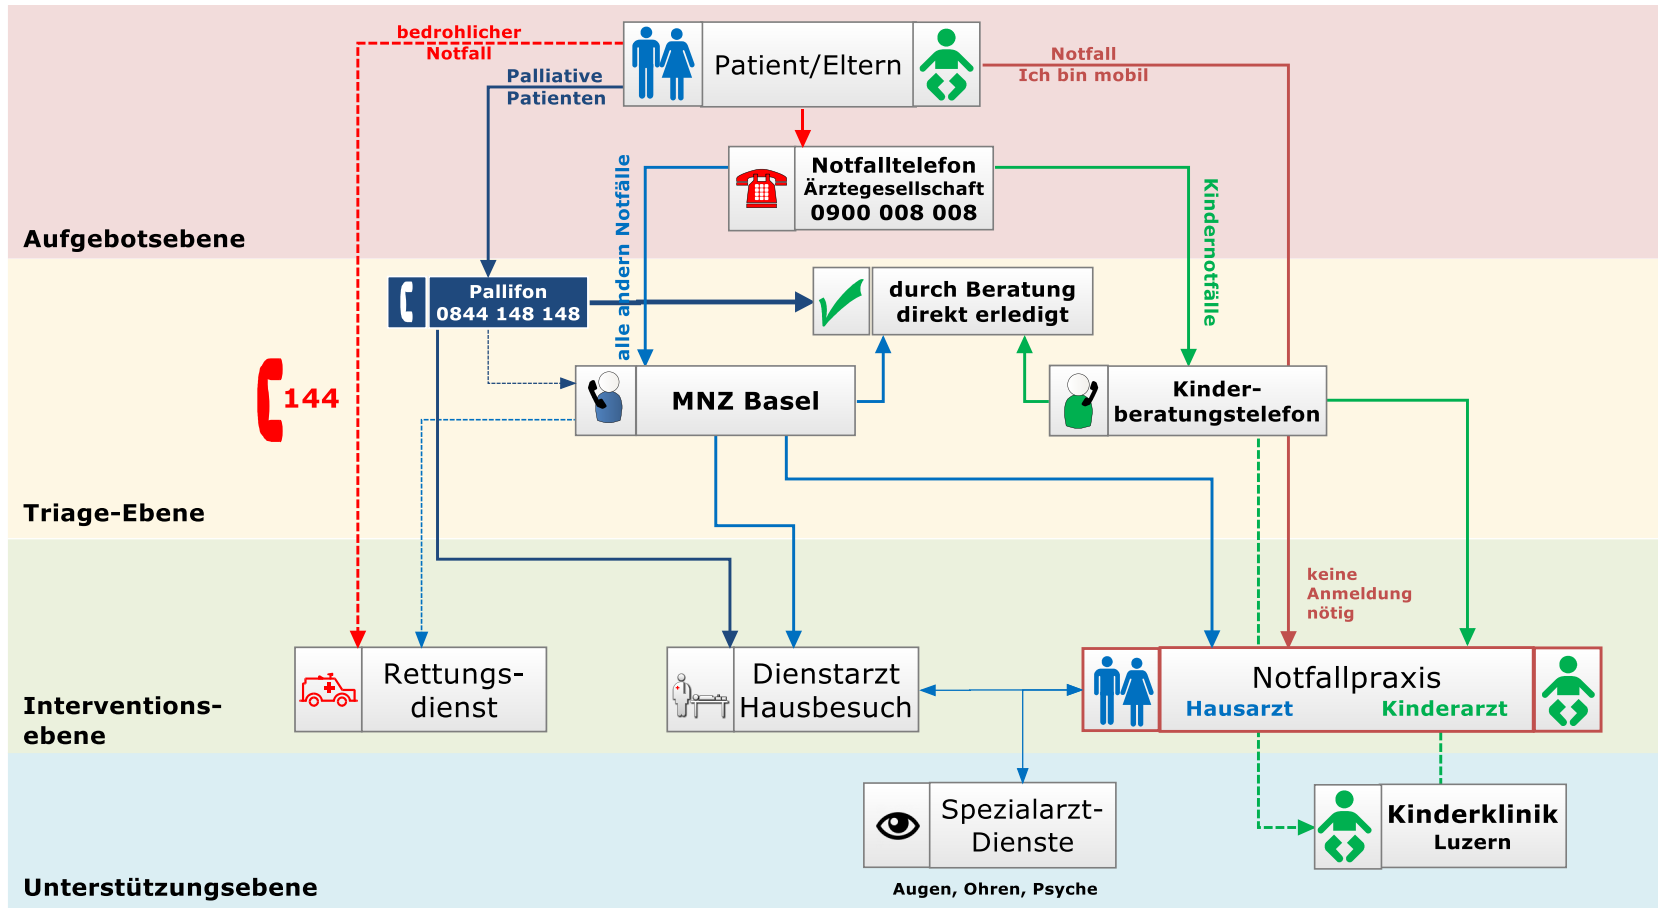 bedrohlicher
Notfall
Patient/Eltern
Notfall
Ich bin mobil
Palliative
Patienten
Notfalltelefon
Ärztegesellschaft
0900 008 008
alle andern Notfälle
Kindernotfälle
Aufgebotsebene
Pallifon
0844 148 148
durch Beratung
direkt erledigt
144
MNZ Basel
Kinder-
beratungstelefon
Triage-Ebene
keine
Anmeldung
nötig
Rettungs-
dienst
Dienstarzt
Hausbesuch
Notfallpraxis
Hausarzt Kinderarzt
Interventions-
ebene
Spezialarzt-
Dienste
Kinderklinik
Luzern
Augen, Ohren, Psyche
Unterstützungsebene